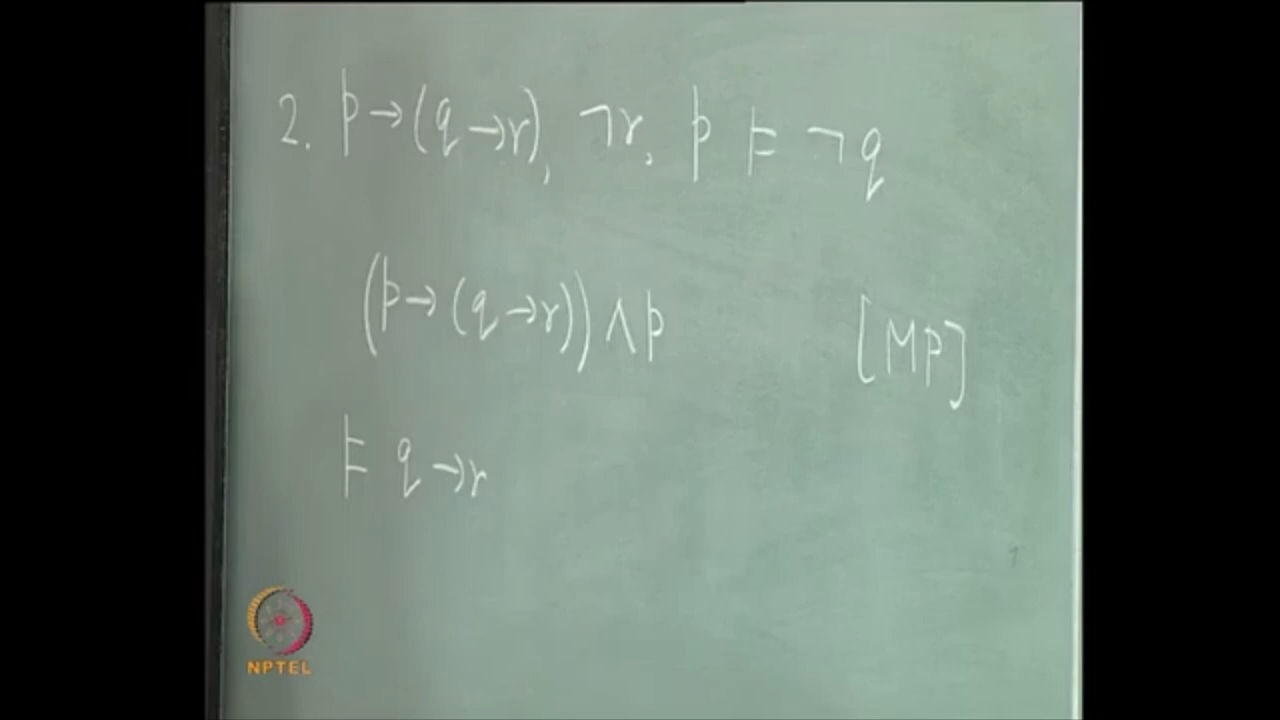 2. p → (q → r), ¬r, p ⊨ ¬q
(p → (q → r)) ∧ p [MP]
⊨ q → r
NPTEL